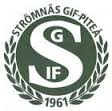 STRÖMNÄS GIF-PITEÅ
S
G
IF
1961